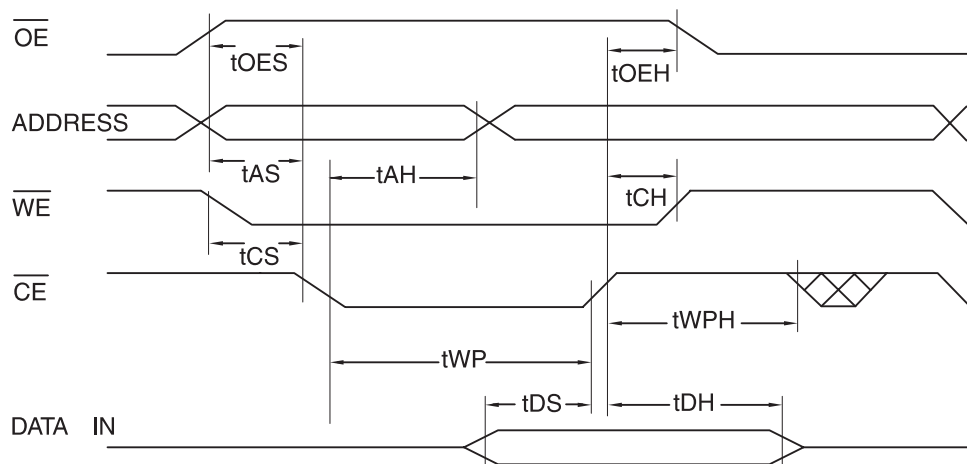 OE
tOES
tOEH
ADDRESS
tAS
tAH
tCH
WE
tCS
CE
tWPH
tWP
tDS
tDH
DATA IN